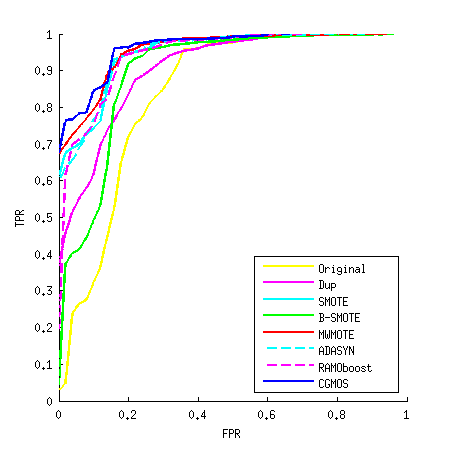 1
0.9
0.8
0.7
0.6
0.5
0.4
0.3
0.2
0.1
0
TPR
Original
Dup
SMOTE
B-SMOTE
MWMOTE
ADASYN
RAMOboost
CGMOS
0 0.2 0.4 0.6 0.8 1
FPR